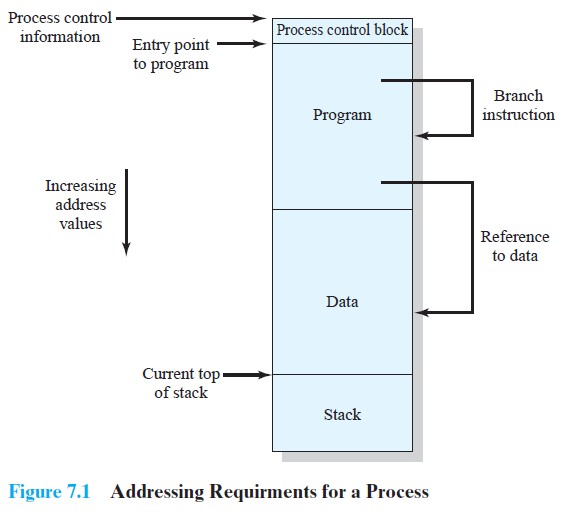 Process control
information
Process control block
Entry point
to program
Branch
instruction
Program
Increasing
address
values
Reference
to data
Data
Current top
of stack
Stack
Figure 7.1 Addressing Requirments for a Process